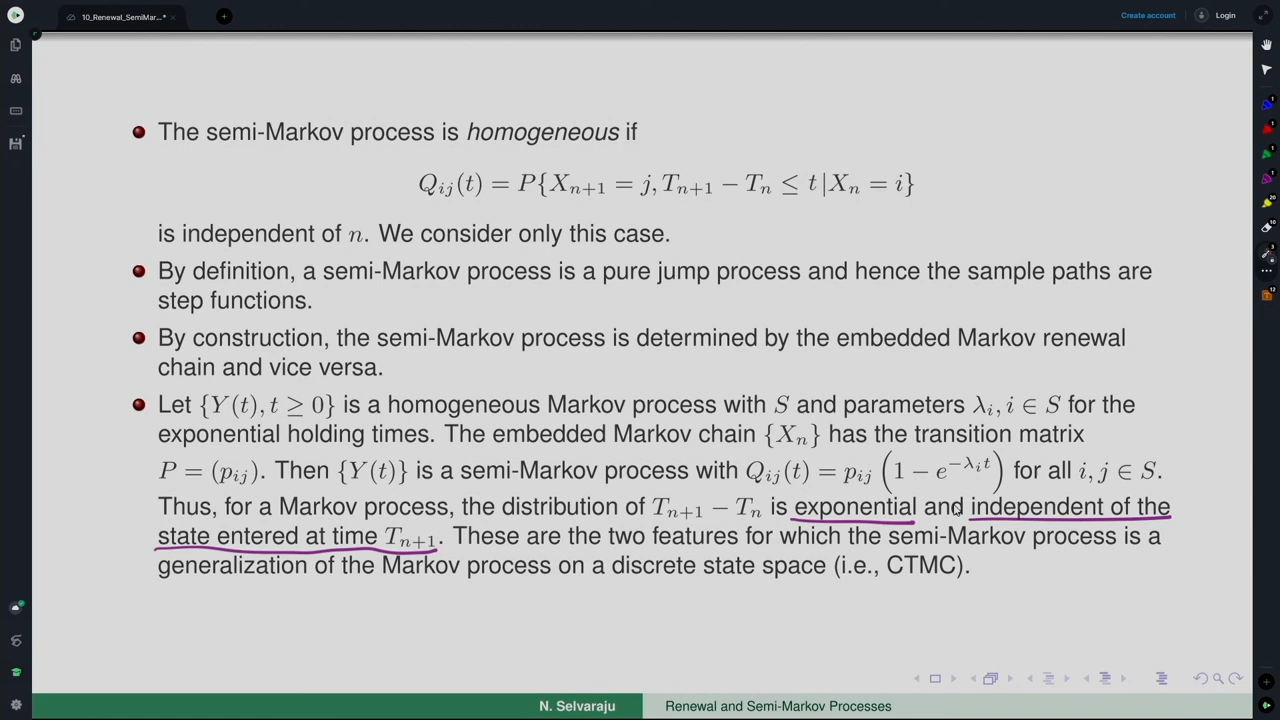 10_Renewal_SemiMar...*
Create account
Login
The semi-Markov process is homogeneous if
Q_{ij}(t) = P{X_{n+1} = j, T_{n+1} − T_n ≤ t | X_n = i}
is independent of n. We consider only this case.
By definition, a semi-Markov process is a pure jump process and hence the sample paths are
step functions.
By construction, the semi-Markov process is determined by the embedded Markov renewal
chain and vice versa.
Let {Y(t), t ≥ 0} is a homogeneous Markov process with S and parameters λ_i, i ∈ S for the
exponential holding times. The embedded Markov chain {X_n} has the transition matrix
P = (p_{ij}). Then {Y(t)} is a semi-Markov process with Q_{ij}(t) = p_{ij} (1 − e^{−λ_i t}) for all i, j ∈ S.
Thus, for a Markov process, the distribution of T_{n+1} − T_n is exponential and independent of the
state entered at time T_{n+1}. These are the two features for which the semi-Markov process is a
generalization of the Markov process on a discrete state space (i.e., CTMC).
N. Selvaraju
Renewal and Semi-Markov Processes